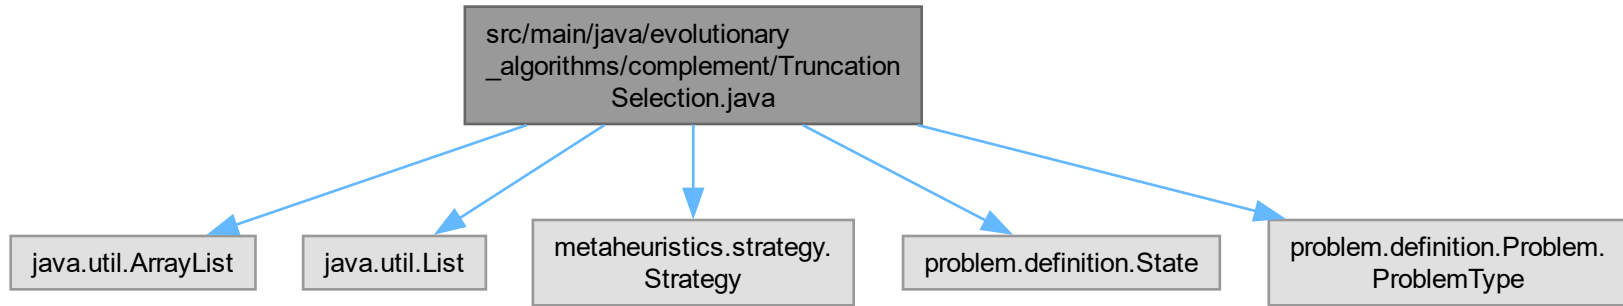 src/main/java/evolutionary
_algorithms/complement/Truncation
Selection.java
java.util.ArrayList
java.util.List
metaheuristics.strategy.
Strategy
problem.definition.State
problem.definition.Problem.
ProblemType